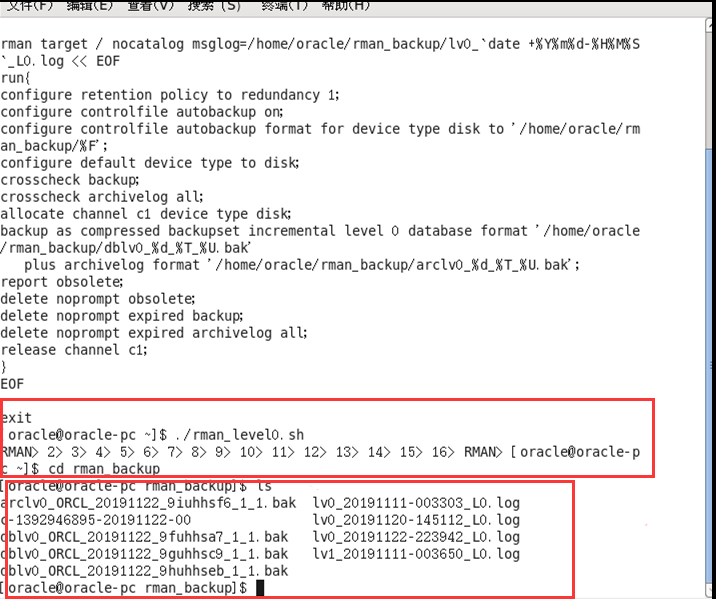 文件(F) 编辑(E) 查看(V) 搜索 (S) 终端(T) 帮助(H)
rman target / nocatalog msglog=/home/oracle/rman_backup/lv0_`date +%Y%m%d-%H%M%S
`_L0.log << EOF
run{
configure retention policy to redundancy 1;
configure controlfile autobackup on;
configure controlfile autobackup format for device type disk to '/home/oracle/rm
an_backup/%F';
configure default device type to disk;
crosscheck backup;
crosscheck archivelog all;
allocate channel c1 device type disk;
backup as compressed backupset incremental level 0 database format '/home/oracle
/rman_backup/dblv0_%d_%T_%U.bak'
   plus archivelog format '/home/oracle/rman_backup/arclv0_%d_%T_%U.bak';
report obsolete;
delete noprompt obsolete;
delete noprompt expired backup;
delete noprompt expired archivelog all;
release channel c1;
}
EOF
exit
oracle@oracle-pc ~]$ ./rman_level0.sh
RMAN> 2> 3> 4> 5> 6> 7> 8> 9> 10> 11> 12> 13> 14> 15> 16> RMAN> [oracle@oracle-p
c ~]$ cd rman_backup
[oracle@oracle-pc rman_backup]$ ls
arclv0_ORCL_20191122_9iuhhsf6_1_1.bak  lv0_20191111-003303_L0.log
c-1392946895-20191122-00               lv0_20191120-145112_L0.log
dblv0_ORCL_20191122_9fuhhsa7_1_1.bak   lv0_20191122-223942_L0.log
dblv0_ORCL_20191122_9guhhsc9_1_1.bak   lv1_20191111-003650_L0.log
dblv0_ORCL_20191122_9huhhseb_1_1.bak
[oracle@oracle-pc rman_backup]$